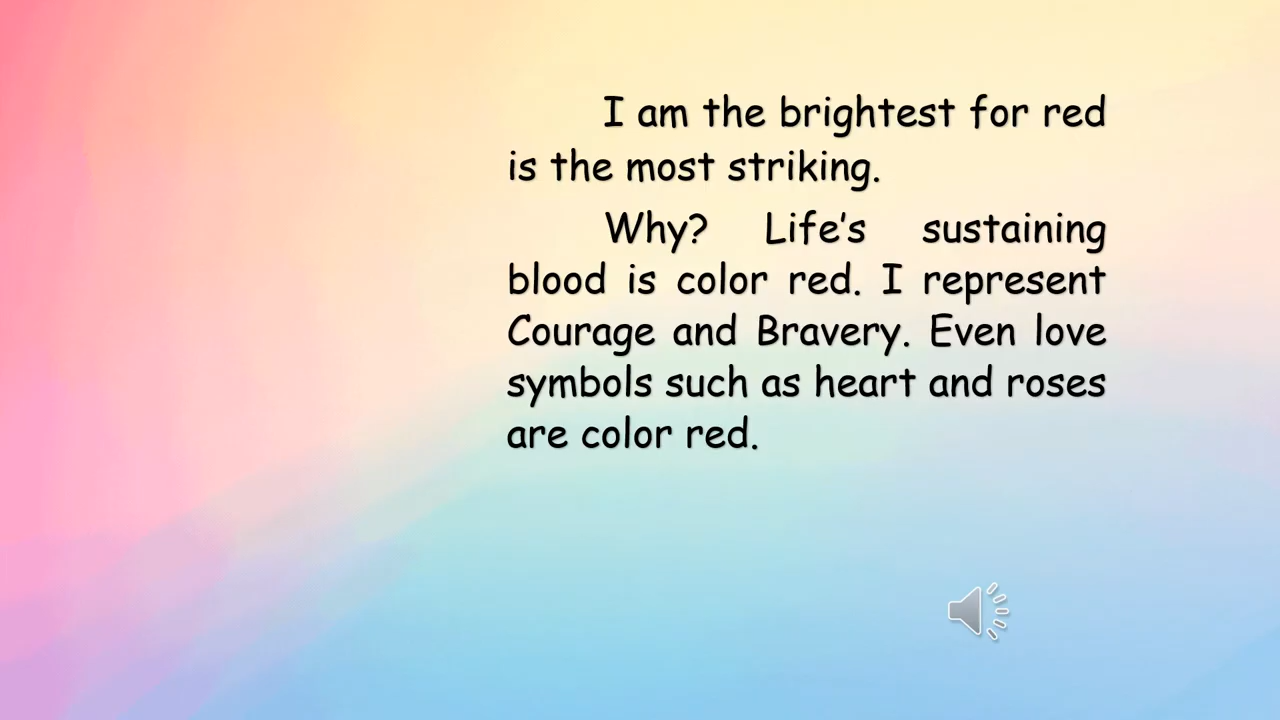 I am the brightest for red
is the most striking.
Why? Life’s sustaining
blood is color red. I represent
Courage and Bravery. Even love
symbols such as heart and roses
are color red.